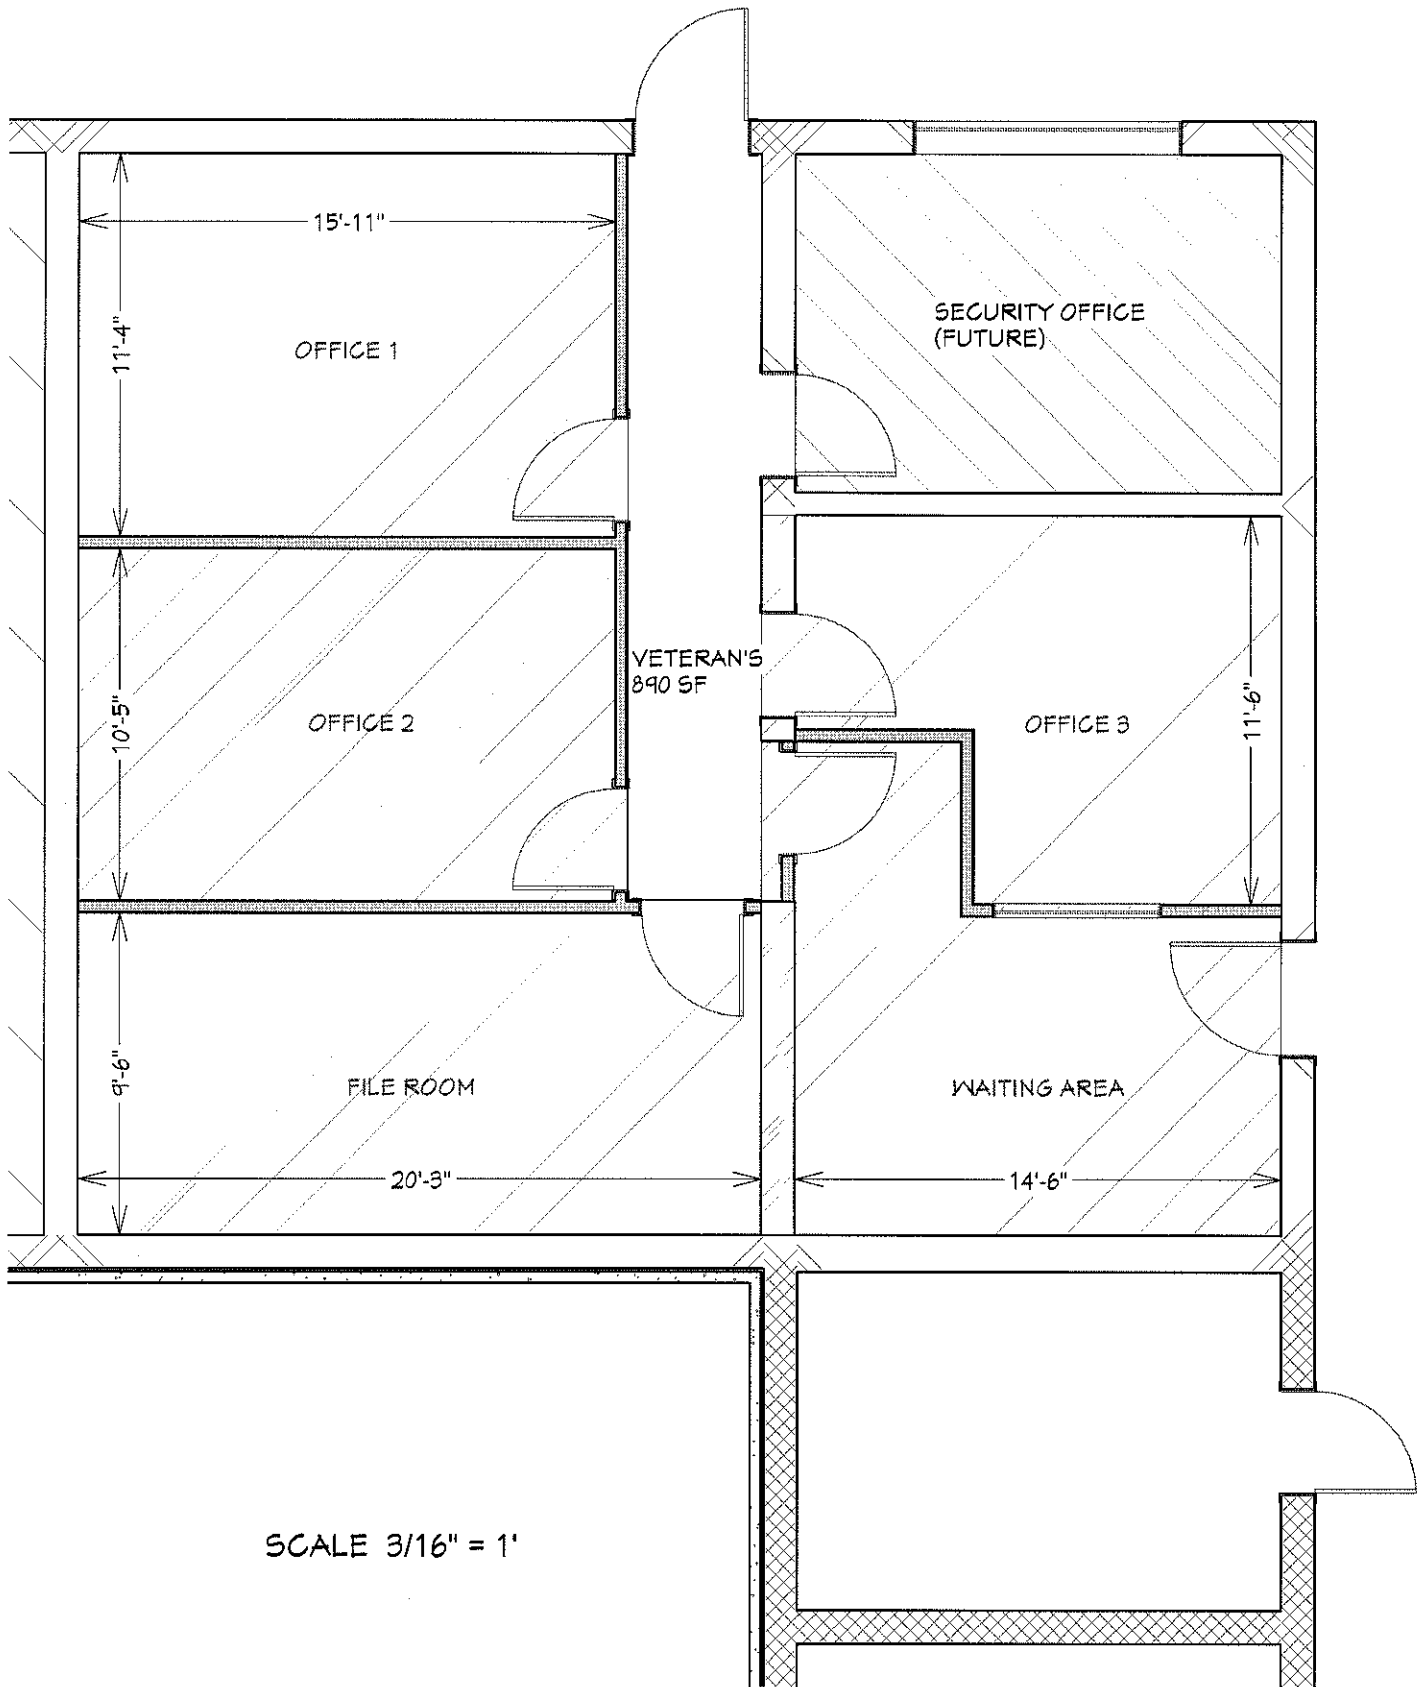 15'-11"
11'-4"
OFFICE 1
SECURITY OFFICE
(FUTURE)
VETERAN'S
890 SF
10'-5"
OFFICE 2
OFFICE 3
11'-6"
9'-6"
FILE ROOM
WAITING AREA
20'-3"
14'-6"
SCALE 3/16" = 1'